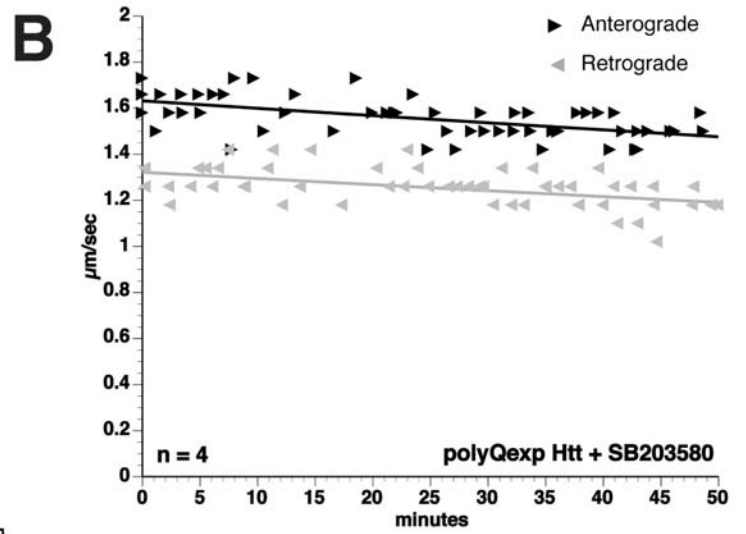 B
Anterograde
Retrograde
2
1.8
1.6
1.4
1.2
1
0.8
0.6
0.4
0.2
0
µm/sec
n = 4
polyQexp Htt + SB203580
0 5 10 15 20 25 30 35 40 45 50
minutes